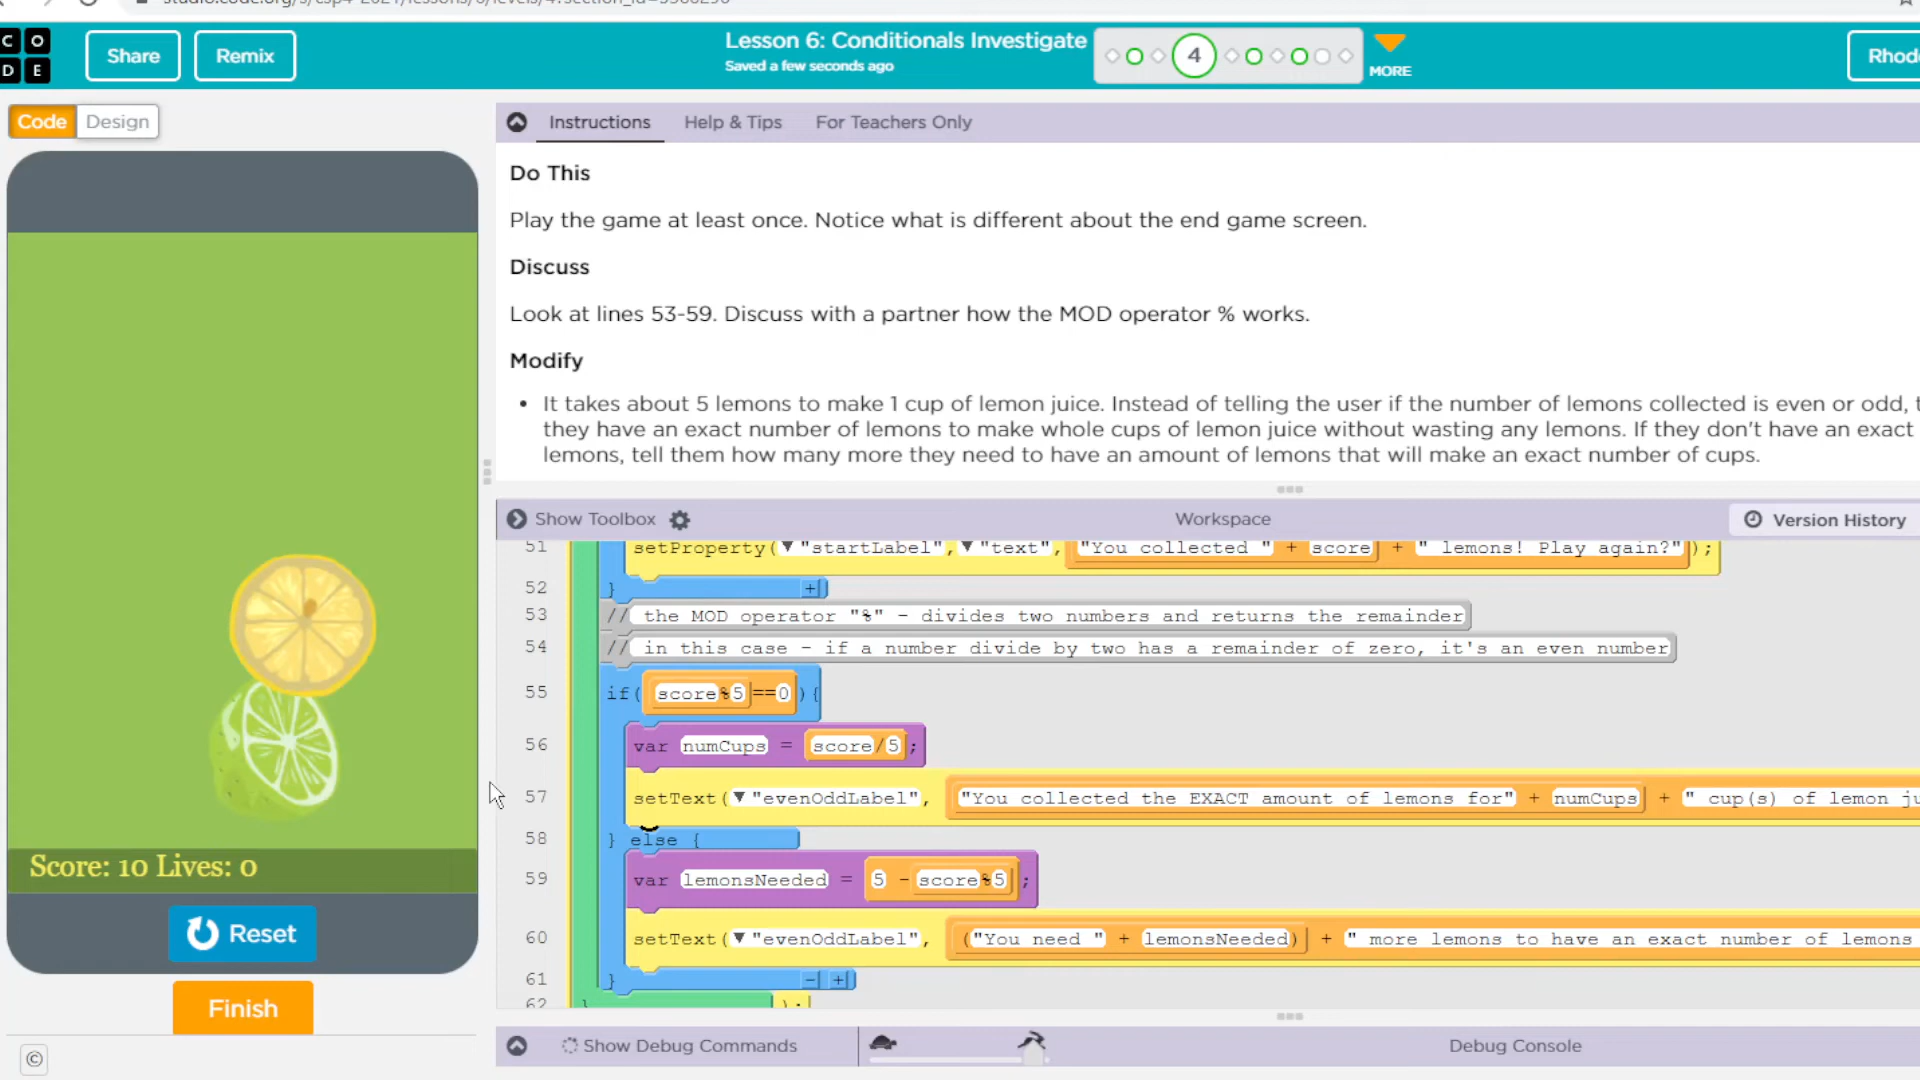 C O
D E
Share
Remix
Lesson 6: Conditionals Investigate
Saved a few seconds ago
4
MORE
Code
Design
Instructions
Help & Tips
For Teachers Only
Do This
Play the game at least once. Notice what is different about the end game screen.
Discuss
Look at lines 53-59. Discuss with a partner how the MOD operator % works.
Modify
• It takes about 5 lemons to make 1 cup of lemon juice. Instead of telling the user if the number of lemons collected is even or odd,
they have an exact number of lemons to make whole cups of lemon juice without wasting any lemons. If they don't have an exact
lemons, tell them how many more they need to have an amount of lemons that will make an exact number of cups.
Show Toolbox
Workspace
Version History
51 setProperty(▼"startLabel",▼"text", "You collected " + score + " lemons! Play again?");
52 } +
53 // the MOD operator "%" - divides two numbers and returns the remainder
54 // in this case - if a number divide by two has a remainder of zero, it's an even number
55 if( score%5==0 ){
56 var numCups = score/5;
57 setText(▼"evenOddLabel", "You collected the EXACT amount of lemons for" + numCups + " cup(s) of lemon
58 } else {
59 var lemonsNeeded = 5 - score%5;
60 setText(▼"evenOddLabel", ("You need " + lemonsNeeded) + " more lemons to have an exact number of lemons
61 } - +
62 } );
Score: 10 Lives: 0
Reset
Finish
©
Show Debug Commands
Debug Console